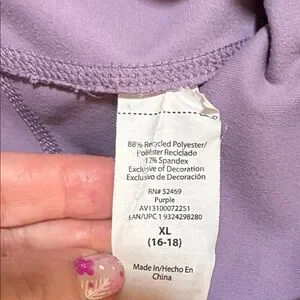 88% Recycled Polyester/
Poliéster Reciclado
12% Spandex
Exclusive of Decoration
Exclusivo de Decoración
RN# 52469
Purple
AV13100072251
EAN/UPC 1 9324298280
XL
(16-18)
Made in/Hecho En
China